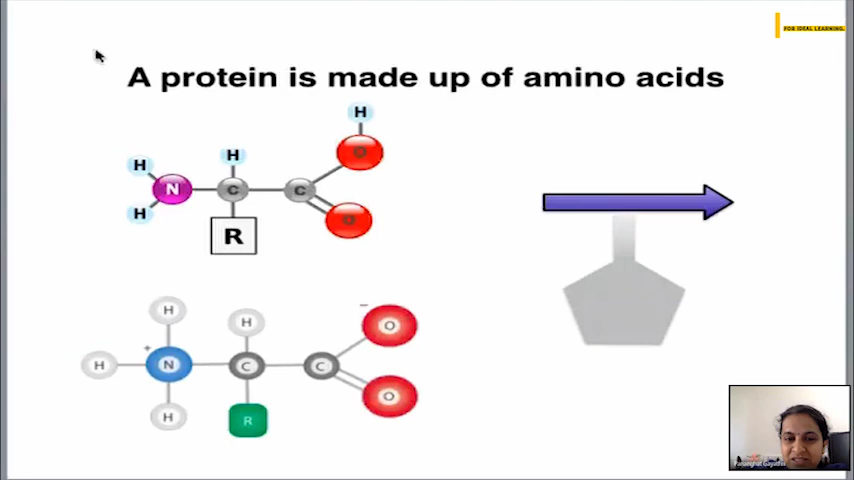 FOR IDEAL LEARNING.
A protein is made up of amino acids
H
H
O
H
N
C
C
H
O
R
H
H
O
−
+
H
N
C
C
H
R
O